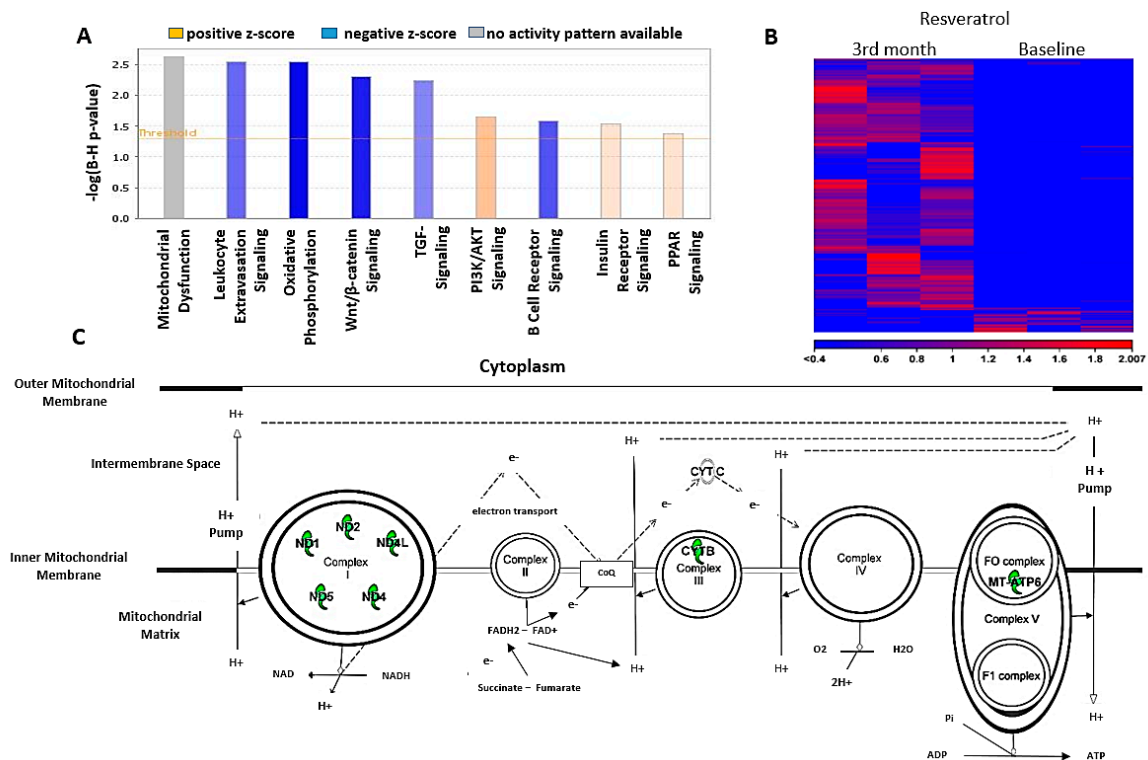 A
positive z-score
negative z-score
no activity pattern available
-log(B-H p-value)
2.5
2.0
1.5
1.0
0.5
0.0
Threshold
Mitochondrial
Dysfunction
Leukocyte
Extravasation
Signaling
Oxidative
Phosphorylation
Wnt/β-catenin
Signaling
TGF-
Signaling
PI3K/AKT
Signaling
B Cell Receptor
Signaling
Insulin
Receptor
Signaling
PPAR
Signaling
B
Resveratrol
3rd month
Baseline
<0.4 0.6 0.8 1 1.2 1.4 1.6 1.8 2.007
C
Cytoplasm
Outer Mitochondrial
Membrane
H+
H+
H+
H+
Intermembrane Space
e-
CYT C
electron transport
e-
e-
H+
Pump
H +
Pump
Inner Mitochondrial
Membrane
ND1
ND2
ND4L
Complex
I
ND5
ND4
Complex
II
CoQ
CYTB
Complex
III
Complex
IV
FO complex
MT-ATP6
Complex V
F1 complex
Mitochondrial
Matrix
e-
FADH2 – FAD+
e-
Succinate – Fumarate
H+
NAD
NADH
H+
H+
H+
O2
H2O
2H+
H+
Pi
ADP
ATP